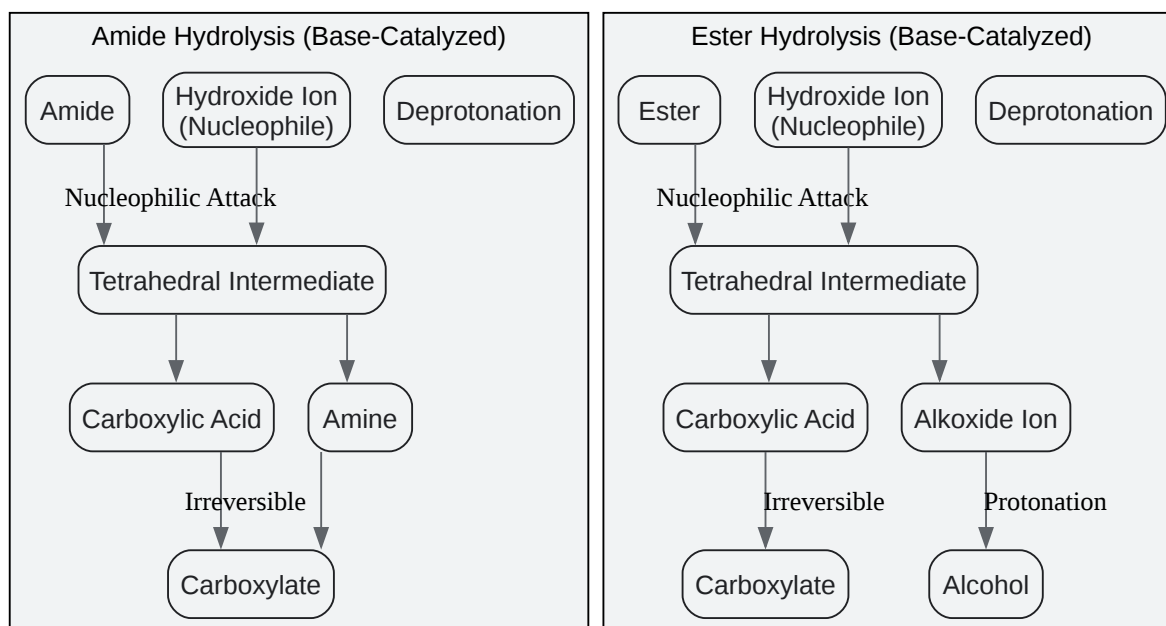 Amide Hydrolysis (Base-Catalyzed)
Amide
Hydroxide Ion
(Nucleophile)
Deprotonation
Nucleophilic Attack
Tetrahedral Intermediate
Carboxylic Acid
Amine
Irreversible
Carboxylate
Ester Hydrolysis (Base-Catalyzed)
Ester
Hydroxide Ion
(Nucleophile)
Deprotonation
Nucleophilic Attack
Tetrahedral Intermediate
Carboxylic Acid
Alkoxide Ion
Irreversible
Protonation
Carboxylate
Alcohol